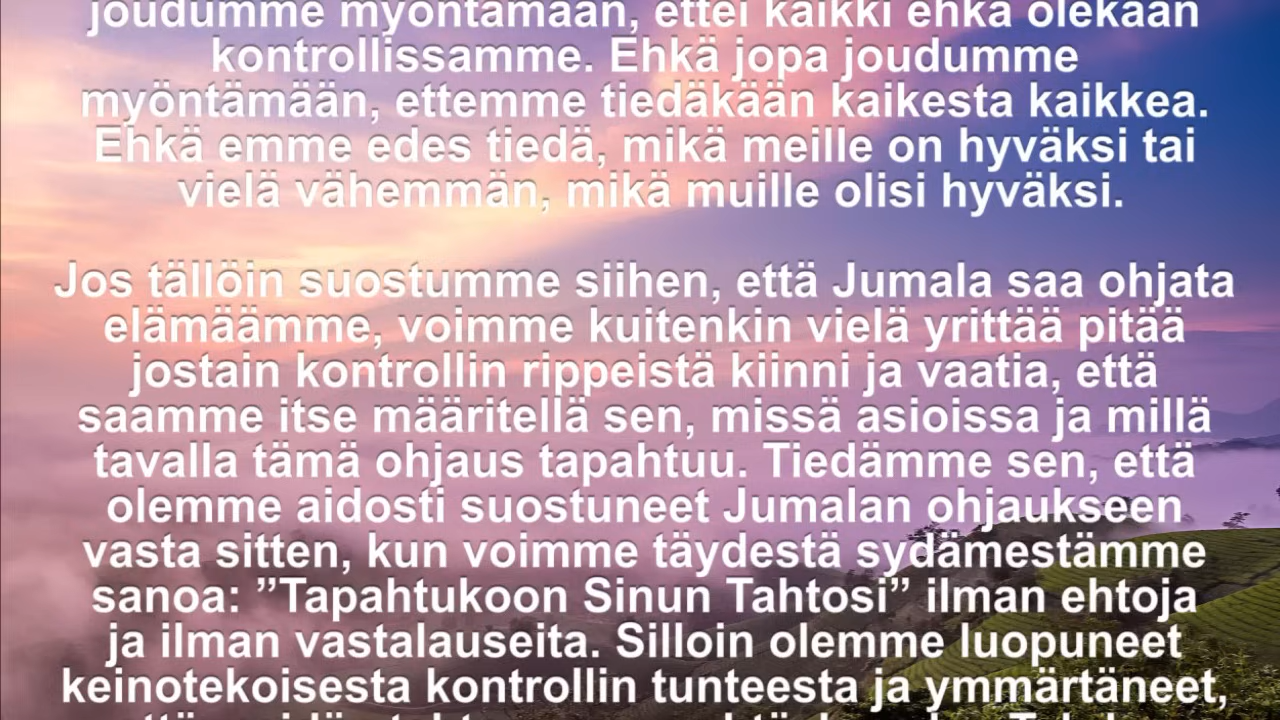 joudumme myöntämään, ettei kaikki ehkä olekaan
kontrollissamme. Ehkä jopa joudumme
myöntämään, ettemme tiedäkään kaikesta kaikkea.
Ehkä emme edes tiedä, mikä meille on hyväksi tai
vielä vähemmän, mikä muille olisi hyväksi.
Jos tällöin suostumme siihen, että Jumala saa ohjata
elämäämme, voimme kuitenkin vielä yrittää pitää
jostain kontrollin rippeistä kiinni ja vaatia, että
saamme itse määritellä sen, missä asioissa ja millä
tavalla tämä ohjaus tapahtuu. Tiedämme sen, että
olemme aidosti suostuneet Jumalan ohjaukseen
vasta sitten, kun voimme täydestä sydämestämme
sanoa: ”Tapahtukoon Sinun Tahtosi” ilman ehtoja
ja ilman vastalauseita. Silloin olemme luopuneet
keinotekoisesta kontrollin tunteesta ja ymmärtäneet,